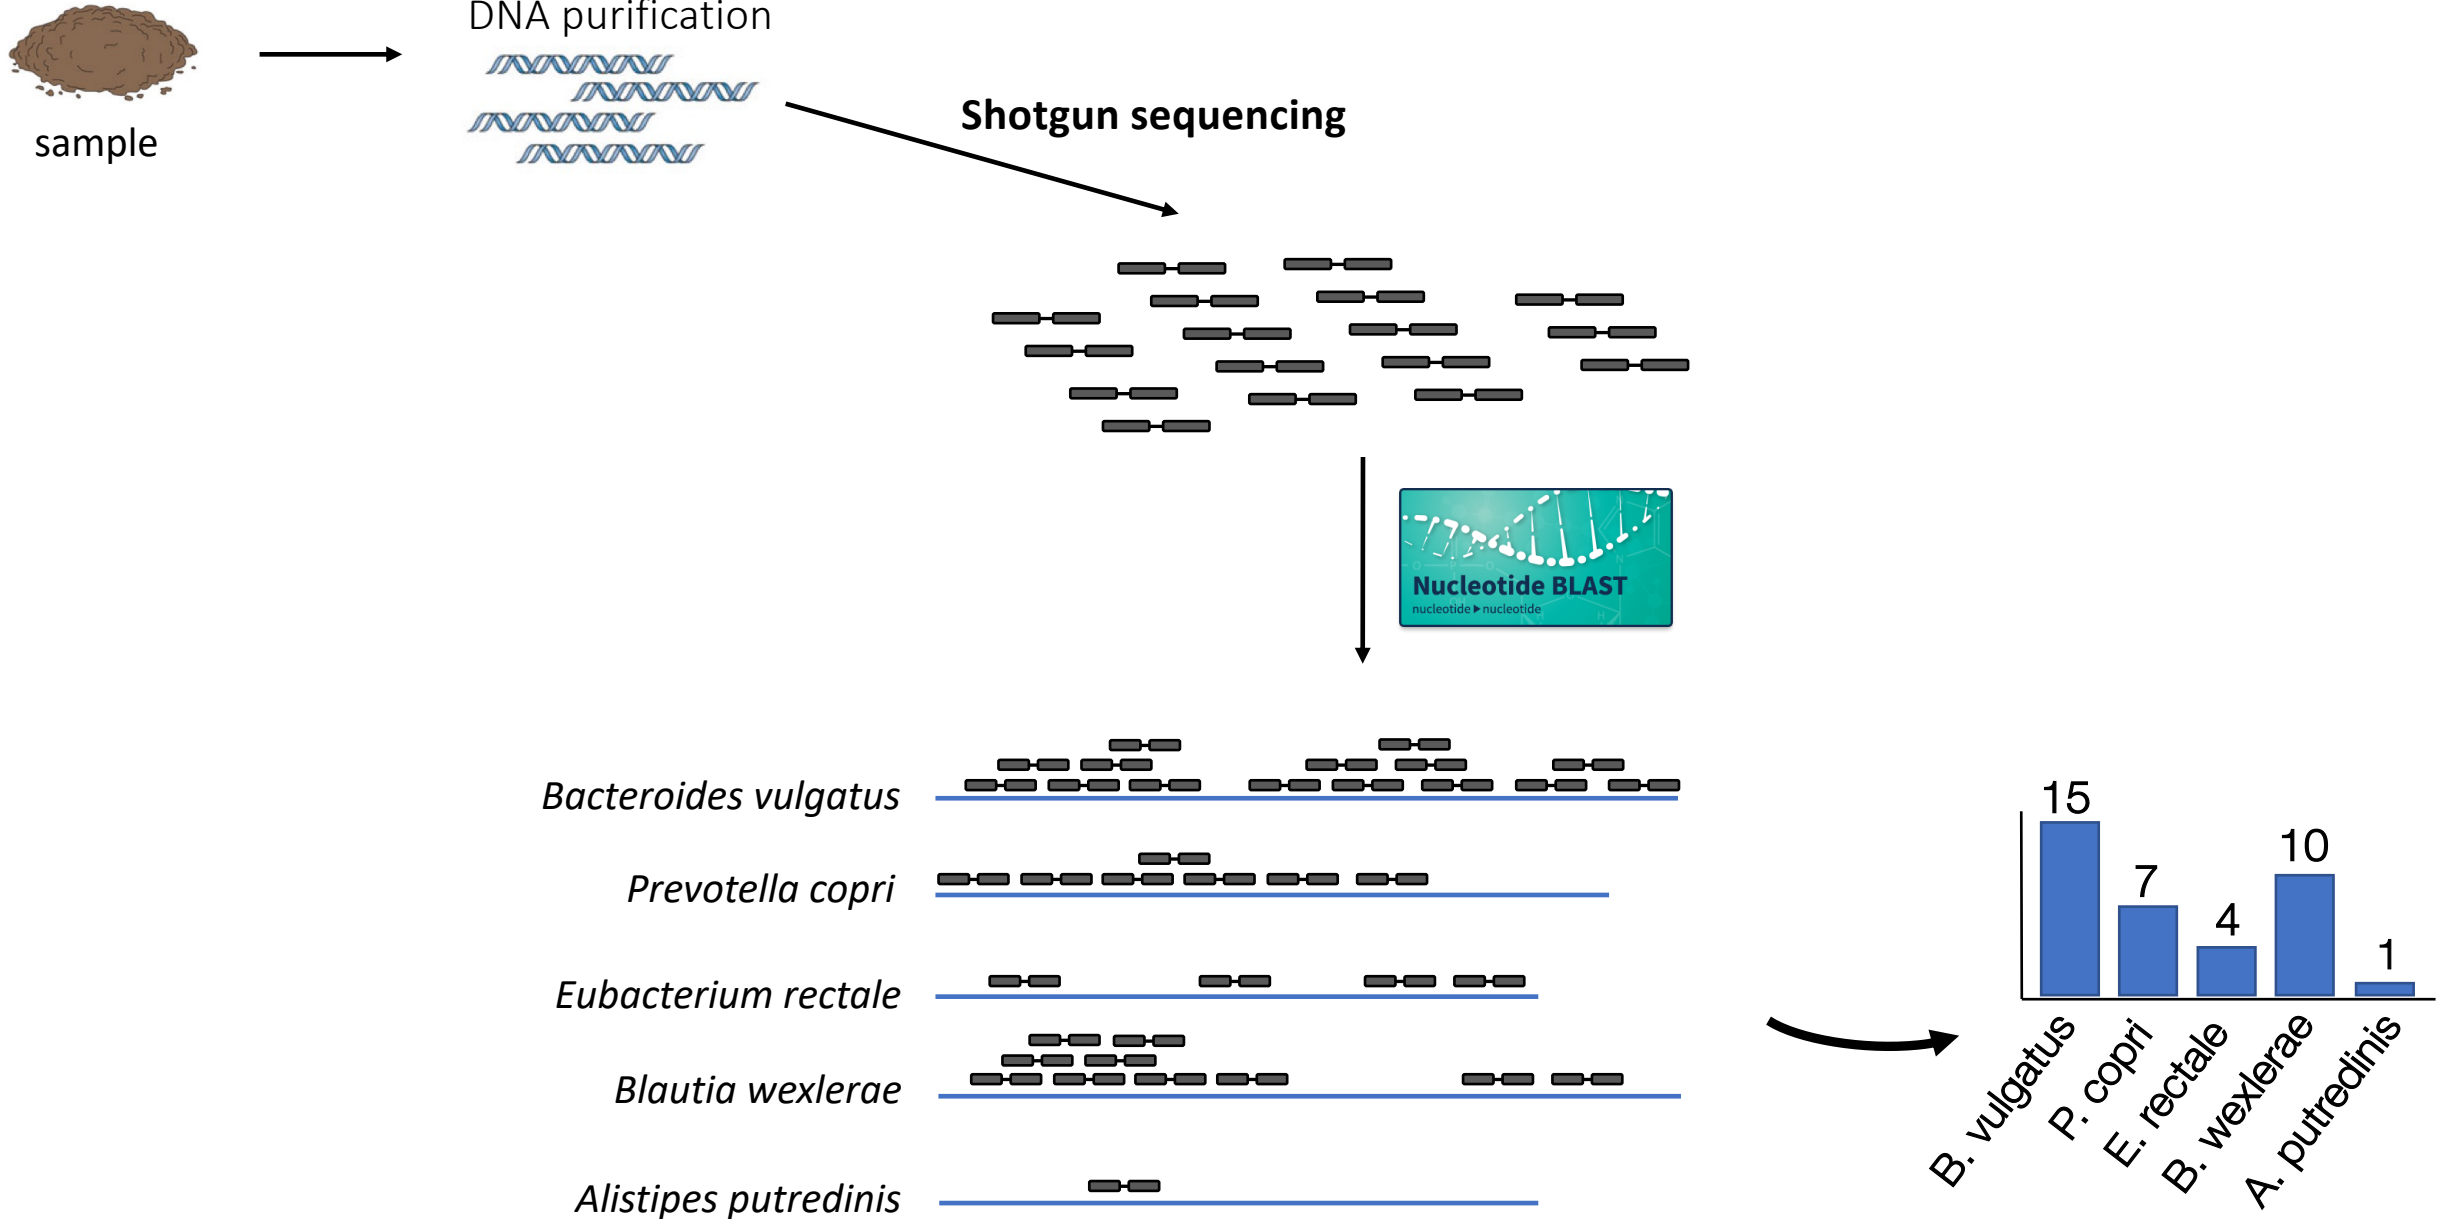 DNA purification
sample
Shotgun sequencing
Nucleotide BLAST
nucleotide ▶ nucleotide
Bacteroides vulgatus
Prevotella copri
Eubacterium rectale
Blautia wexlerae
Alistipes putredinis
15
7
4
10
1
B. vulgatus
P. copri
E. rectale
B. wexlerae
A. putredinis